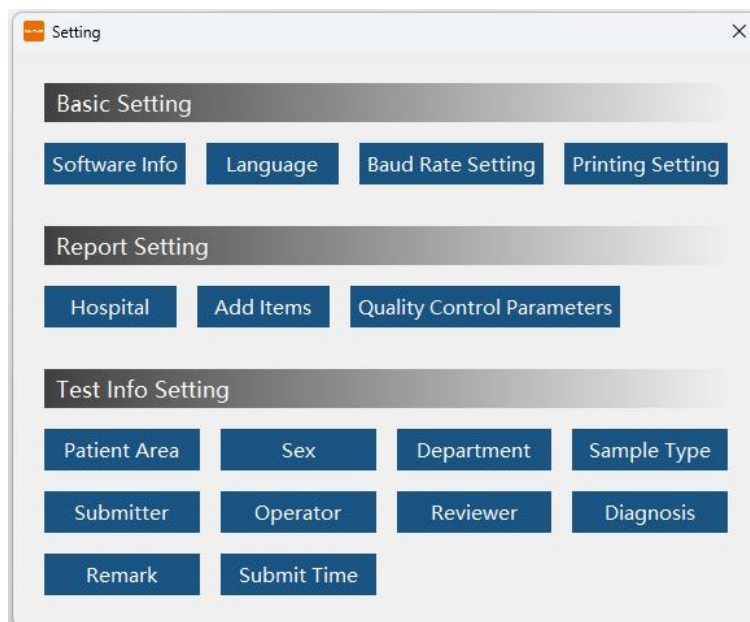 Setting
Basic Setting
Software Info Language Baud Rate Setting Printing Setting
Report Setting
Hospital Add Items Quality Control Parameters
Test Info Setting
Patient Area Sex Department Sample Type
Submitter Operator Reviewer Diagnosis
Remark Submit Time